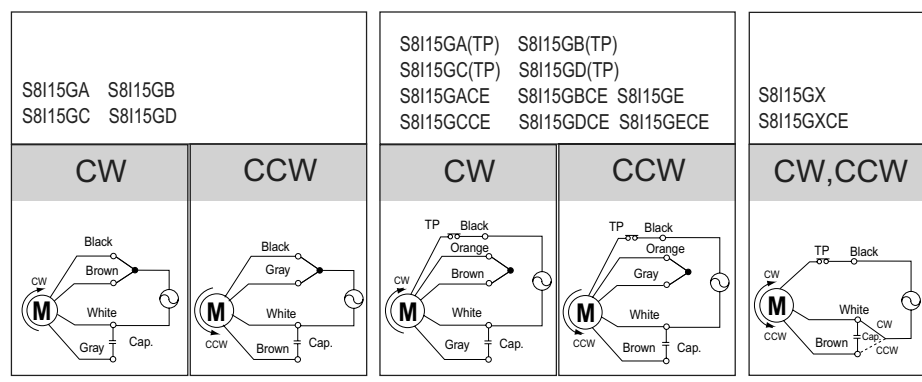 S8I15GA S8I15GB
S8I15GC S8I15GD
CW
CCW
Black
CW
Brown
M
White
Gray
Cap.
Black
Gray
M
White
CCW
Brown
Cap.
S8I15GA(TP) S8I15GB(TP)
S8I15GC(TP) S8I15GD(TP)
S8I15GACE S8I15GBCE S8I15GE
S8I15GCCE S8I15GDCE S8I15GECE
CW
CCW
TP Black
Orange
CW
Brown
M
White
Gray
Cap.
TP Black
Orange
Gray
M
White
CCW
Brown
Cap.
S8I15GX
S8I15GXCE
CW,CCW
TP Black
CW
M
White
CW
CCW
Brown
Cap.
CCW